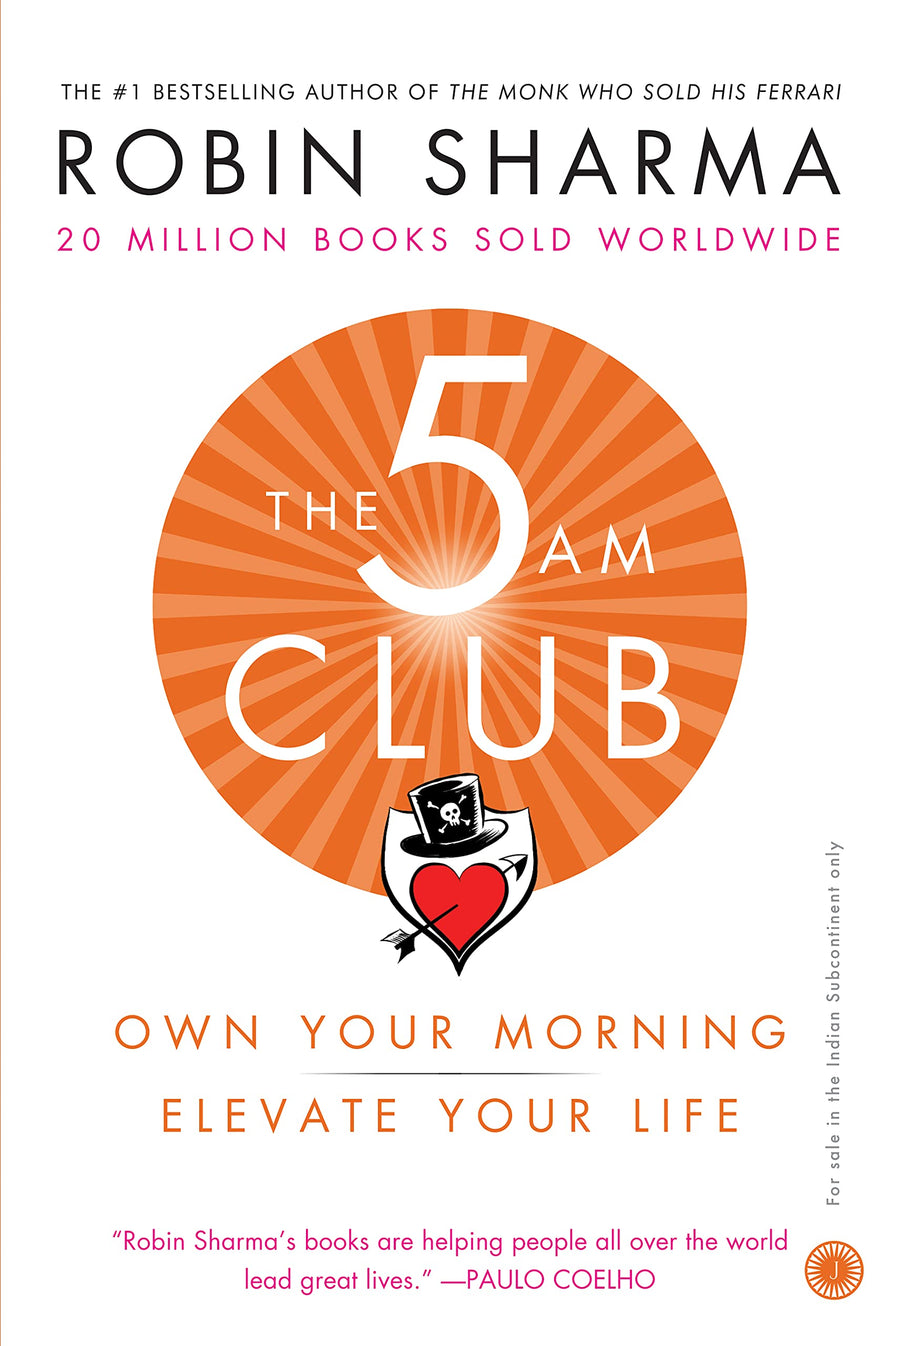 THE #1 BESTSELLING AUTHOR OF THE MONK WHO SOLD HIS FERRARI
ROBIN SHARMA
20 MILLION BOOKS SOLD WORLDWIDE
THE 5 AM
CLUB
OWN YOUR MORNING
ELEVATE YOUR LIFE
For sale in the Indian Subcontinent only
“Robin Sharma’s books are helping people all over the world
lead great lives.” —PAULO COELHO
J